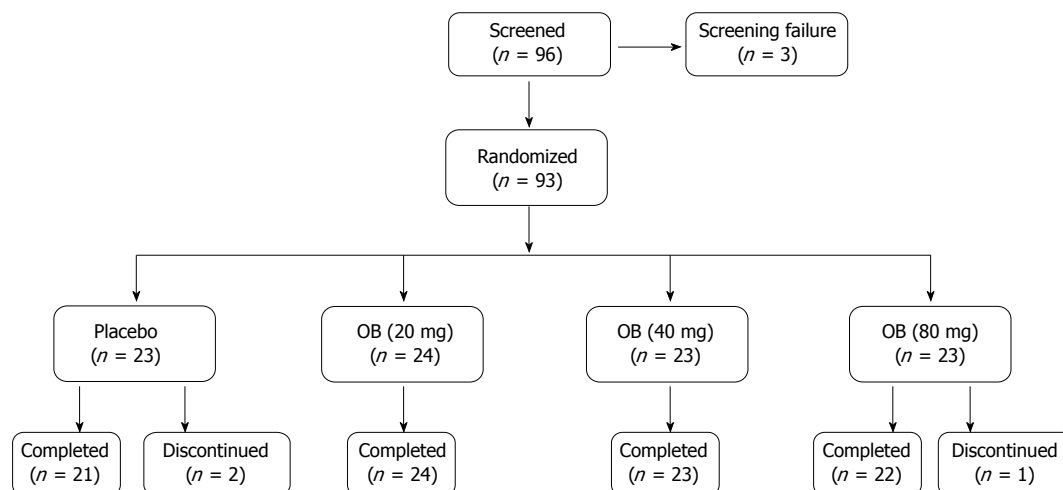 Screened
(n = 96)
Screening failure
(n = 3)
Randomized
(n = 93)
Placebo
(n = 23)
OB (20 mg)
(n = 24)
OB (40 mg)
(n = 23)
OB (80 mg)
(n = 23)
Completed
(n = 21)
Discontinued
(n = 2)
Completed
(n = 24)
Completed
(n = 23)
Completed
(n = 22)
Discontinued
(n = 1)